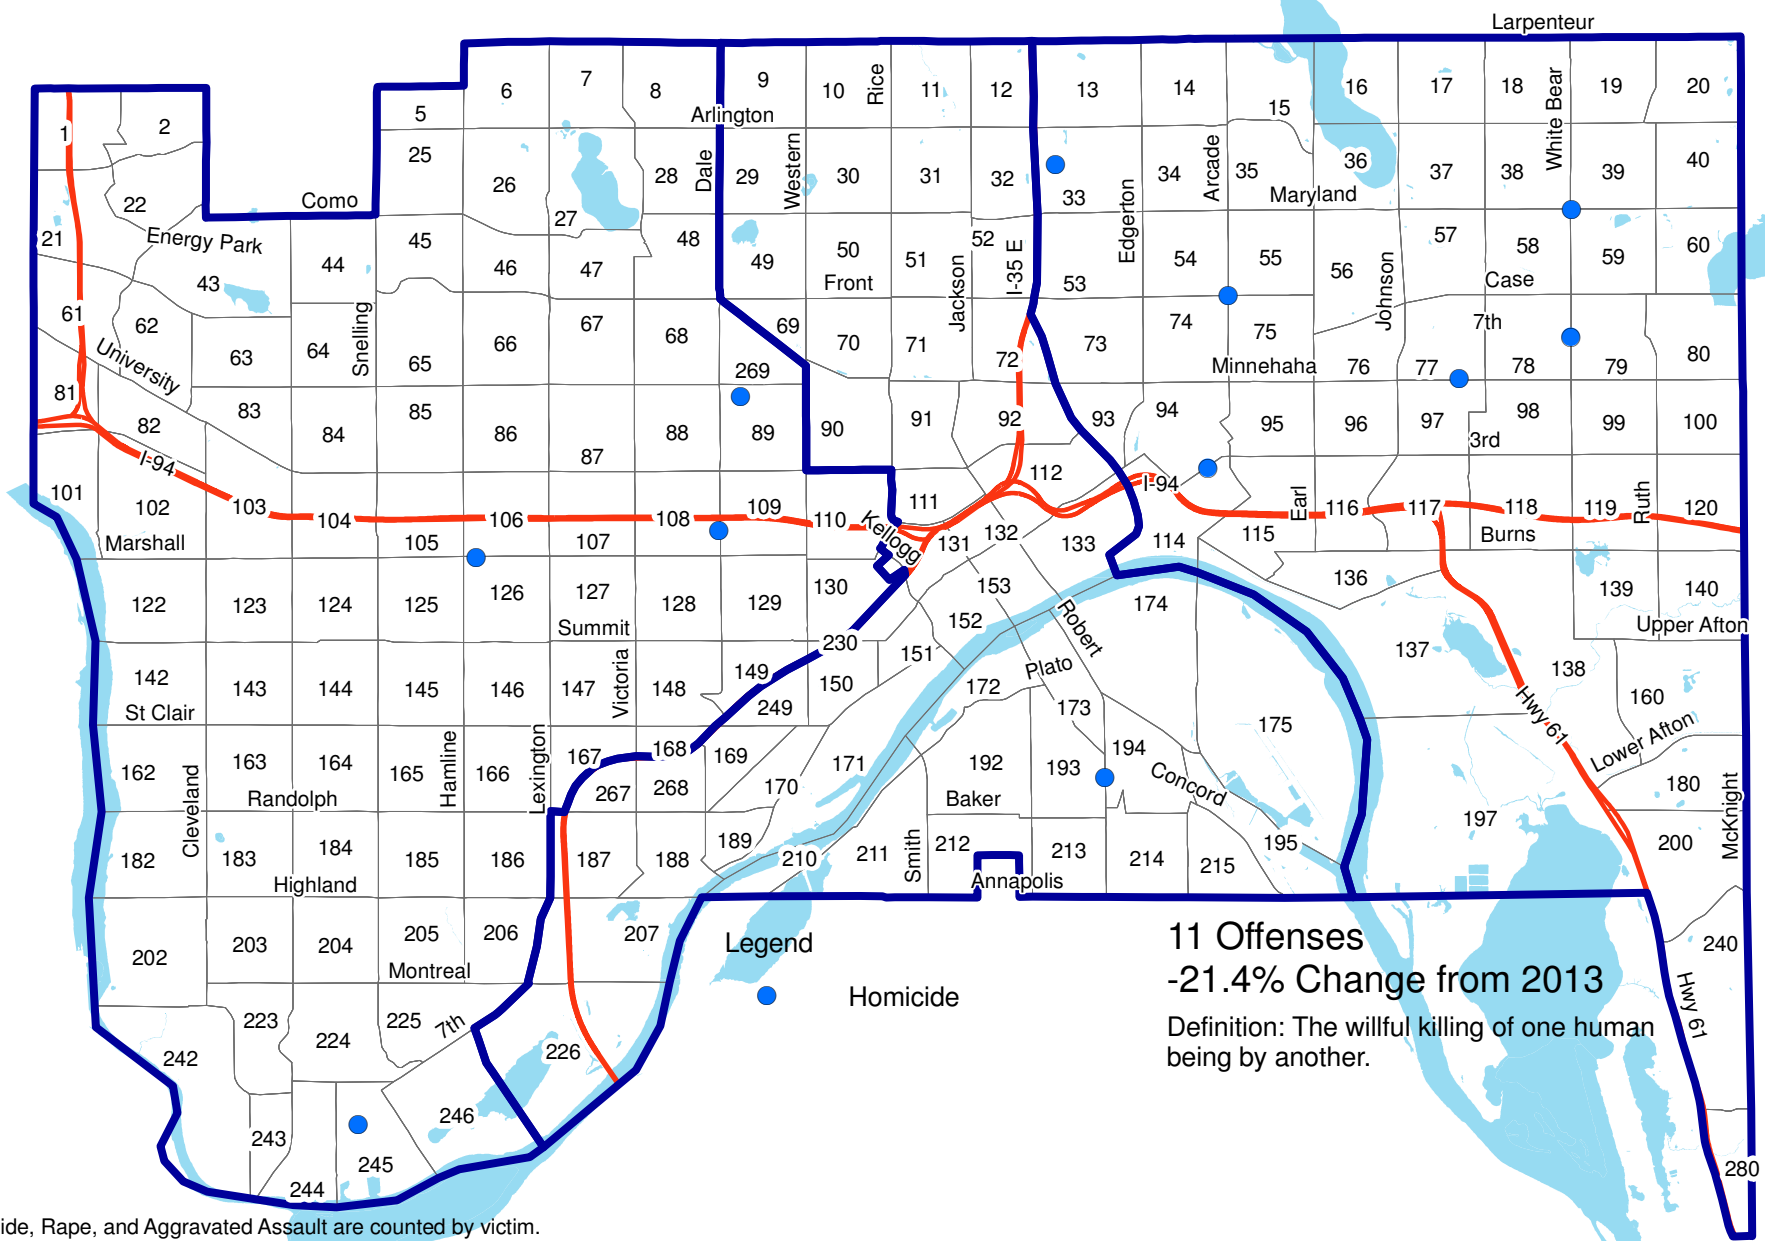 Larpenteur
1 2 5 6 7 8 9 10 Rice 11 12 13 14 15 16 17 18 White Bear 19 20
Arlington
22 25 26 27 28 Dale 29 Western 30 31 32 33 34 Arcade 35 36 37 38 39 40
Como
Maryland
21 Energy Park 43 44 45 46 47 48 49 50 51 52 I-35 E 53 Edgerton 54 55 56 57 58 59 60
Front
Jackson
Johnson
Case
61 62 63 64 Snelling 65 66 67 68 69 269 70 71 72 73 74 75 76 77 7th 78 79 80
University
Minnehaha
81 82 83 84 85 86 87 88 89 90 91 92 93 94 95 96 97 98 99 100
3rd
I-94
I-94
101 102 103 104 105 106 107 108 109 110 111 112 114 115 Earl 116 117 118 119 Ruth 120
Marshall
Kellogg
131 132 133
Burns
122 123 124 125 126 127 128 129 130 153 152 Robert 174 136 139 140
Summit
230
Upper Afton
142 143 144 145 146 147 Victoria 148 149 249 150 151 172 Plato 173 175 137 138 160
St Clair
Hwy 61
Lower Afton
162 Cleveland 163 164 165 Hamline 166 Lexington 167 168 267 268 169 170 171 192 193 194 Concord 197 180 McKnight
Randolph
Baker
182 183 184 185 186 187 188 189 210 211 Smith 212 213 214 215 195 200
Highland
Annapolis
202 203 204 205 206 207 240
Montreal
Legend
Homicide
11 Offenses
-21.4% Change from 2013
Definition: The willful killing of one human
being by another.
Hwy 61
242 223 224 225 7th 226
243 244 245 246 280
ide, Rape, and Aggravated Assault are counted by victim.